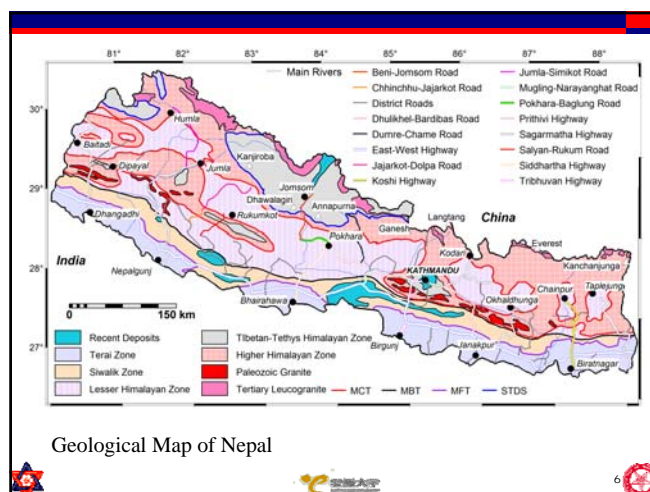 81° 82° 83° 84° 85° 86° 87° 88°
30°
29°
28°
27°
Main Rivers
Beni-Jomsom Road
Chhinchhu-Jajarkot Road
District Roads
Dhulikhel-Bardibas Road
Dumre-Chame Road
East-West Highway
Jajarkot-Dolpa Road
Koshi Highway
Jumla-Simikot Road
Mugling-Narayanghat Road
Pokhara-Baglung Road
Prithivi Highway
Sagarmatha Highway
Salyan-Rukum Road
Siddhartha Highway
Tribhuvan Highway
Humla
Baitadi
Dipayal
Jumla
Kanjiroba
Jomsom
Dhawalagiri
Annapurna
Rukumkot
Dhangadhi
Pokhara
Ganesh
Langtang
China
Kodari
Everest
Kanchanjunga
India
Nepalgunj
KATHMANDU
Chainpur
Taplejung
Okhaldhunga
Bhairahawa
Birgunj
Janakpur
Biratnagar
0 150 km
Recent Deposits
Terai Zone
Siwalik Zone
Lesser Himalayan Zone
TIbetan-Tethys Himalayan Zone
Higher Himalayan Zone
Paleozoic Granite
Tertiary Leucogranite
MCT MBT MFT STDS
Geological Map of Nepal
6